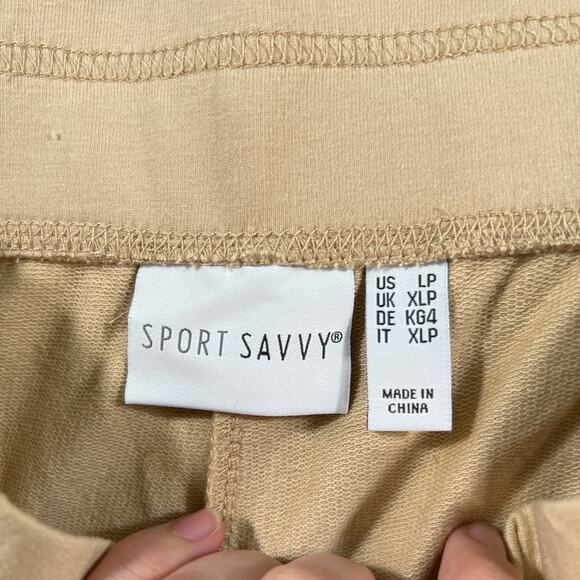 SPORT SAVVY®
US LP
UK XLP
DE KG4
IT XLP
MADE IN
CHINA